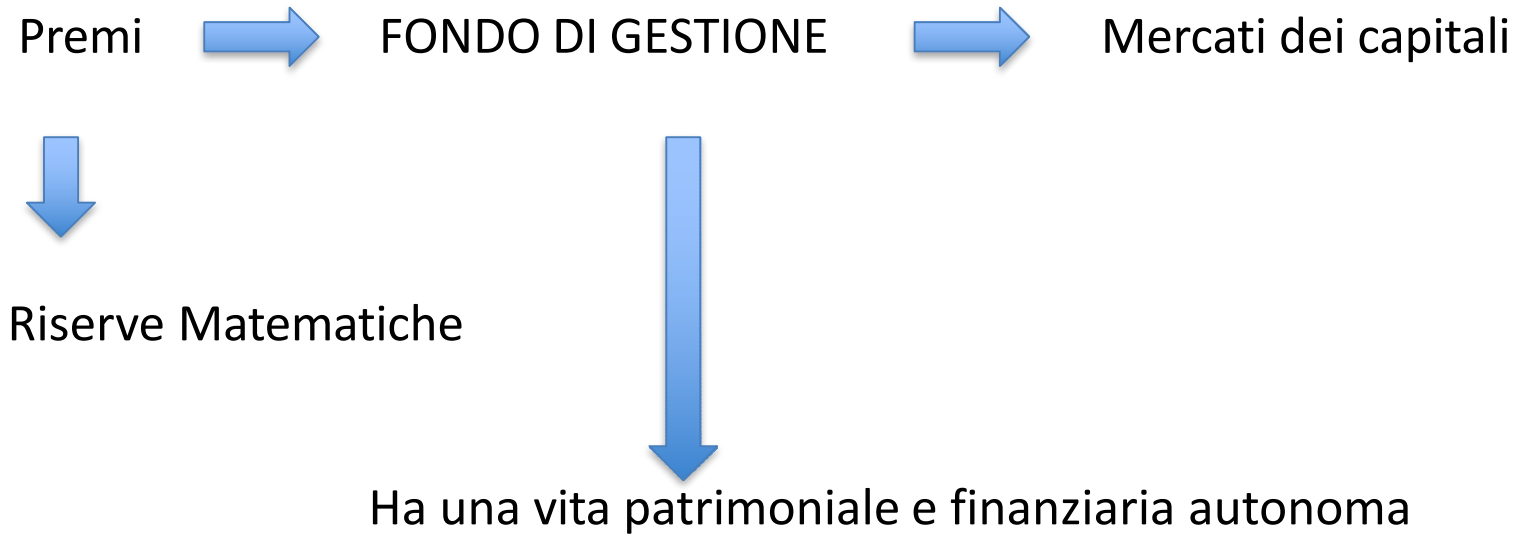 Premi
FONDO DI GESTIONE
Mercati dei capitali
Riserve Matematiche
Ha una vita patrimoniale e finanziaria autonoma